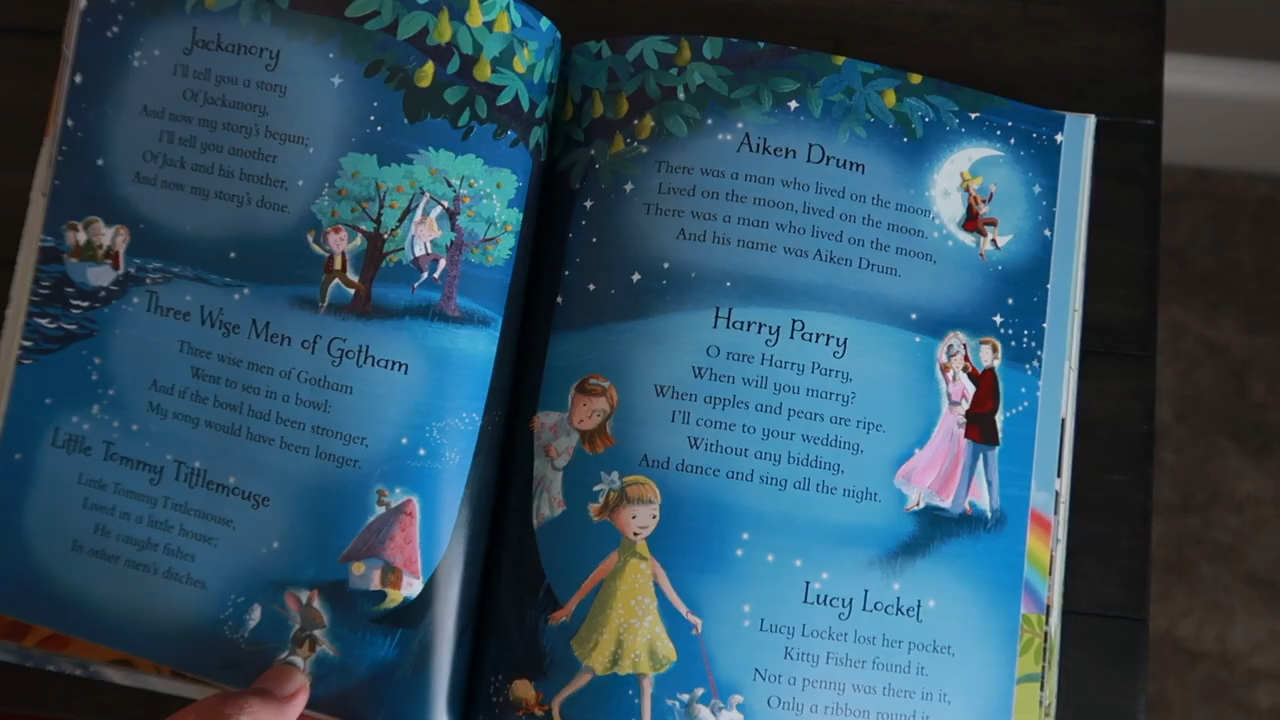 Jackanory
I'll tell you a story
Of Jackanory,
And now my story's begun;
I'll tell you another
Of Jack and his brother,
And now my story's done.
Three Wise Men of Gotham
Three wise men of Gotham
Went to sea in a bowl:
And if the bowl had been stronger,
My song would have been longer.
Little Tommy Tittlemouse
Little Tommy Tittlemouse,
Lived in a little house;
He caught fishes
In other men's ditches.
Aiken Drum
There was a man who lived on the moon,
Lived on the moon, lived on the moon.
There was a man who lived on the moon,
And his name was Aiken Drum.
Harry Parry
O rare Harry Parry,
When will you marry?
When apples and pears are ripe.
I'll come to your wedding,
Without any bidding,
And dance and sing all the night.
Lucy Locket
Lucy Locket lost her pocket,
Kitty Fisher found it.
Not a penny was there in it,
Only a ribbon round it.